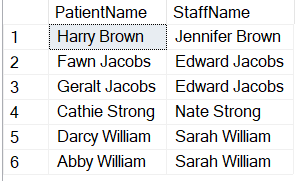 PatientName StaffName
1 Harry Brown Jennifer Brown
2 Fawn Jacobs Edward Jacobs
3 Geralt Jacobs Edward Jacobs
4 Cathie Strong Nate Strong
5 Darcy William Sarah William
6 Abby William Sarah William